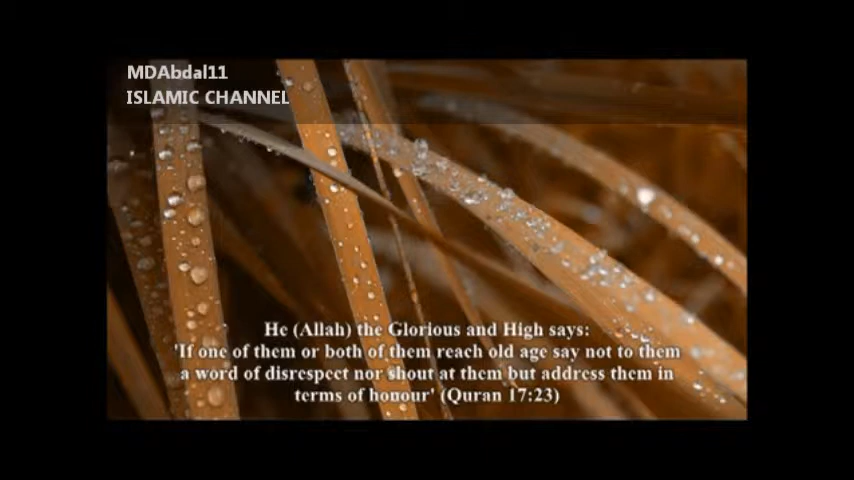 MDAbdal11
ISLAMIC CHANNEL
He (Allah) the Glorious and High says:
'If one of them or both of them reach old age say not to them
a word of disrespect nor shout at them but address them in
terms of honour' (Quran 17:23)